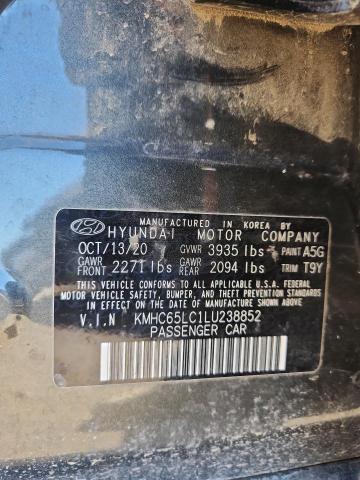 MANUFACTURED IN KOREA BY
HYUNDAI MOTOR COMPANY
OCT/13/20 GVWR 3935 lbs PAINT A5G
GAWR FRONT 2271 lbs GAWR REAR 2094 lbs TRIM T9Y
THIS VEHICLE CONFORMS TO ALL APPLICABLE U.S.A. FEDERAL
MOTOR VEHICLE SAFETY, BUMPER, AND THEFT PREVENTION
STANDARDS IN EFFECT ON THE DATE OF MANUFACTURE SHOWN ABOVE.
V.I.N KMHC65LC1LU238852
PASSENGER CAR